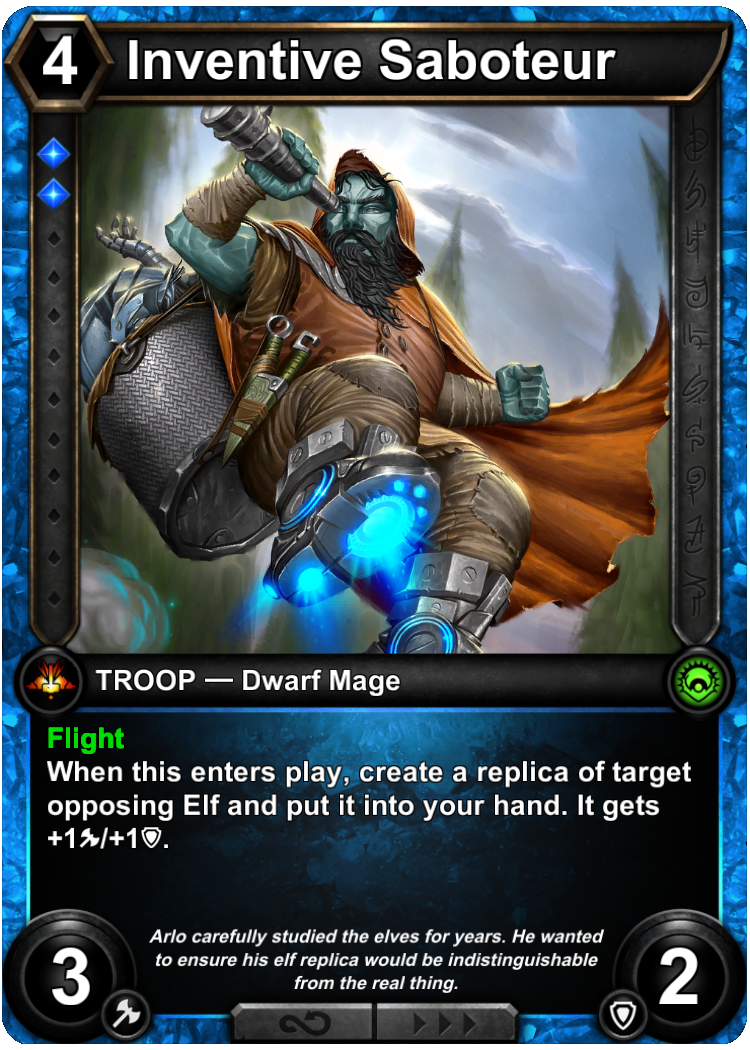 4
Inventive Saboteur
TROOP — Dwarf Mage
Flight
When this enters play, create a replica of target
opposing Elf and put it into your hand. It gets
+1/+1.
Arlo carefully studied the elves for years. He wanted
to ensure his elf replica would be indistinguishable
from the real thing.
3
2